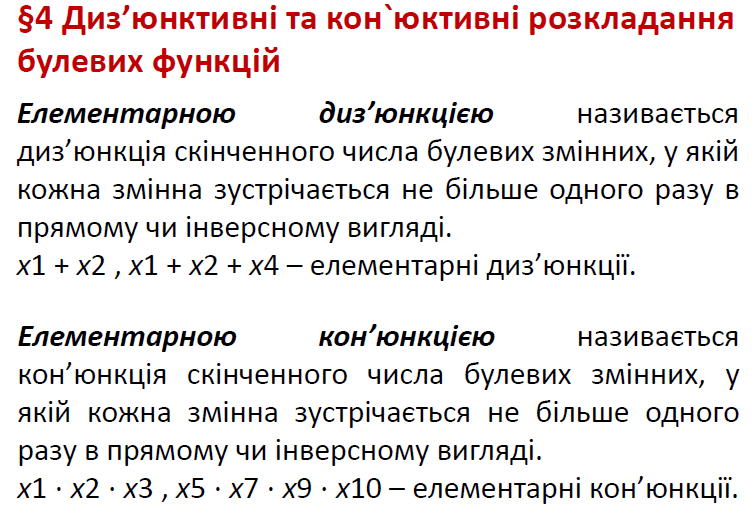 §4 Диз’юнктивні та кон`юктивні розкладання
булевих функцій
Елементарною диз’юнкцією називається
диз’юнкція скінченного числа булевих змінних, у якій
кожна змінна зустрічається не більше одного разу в
прямому чи інверсному вигляді.
x1 + x2 , x1 + x2 + x4 – елементарні диз’юнкції.
Елементарною кон’юнкцією називається
кон’юнкція скінченного числа булевих змінних, у
якій кожна змінна зустрічається не більше одного
разу в прямому чи інверсному вигляді.
x1 · x2 · x3 , x5 · x7 · x9 · x10 – елементарні кон’юнкції.